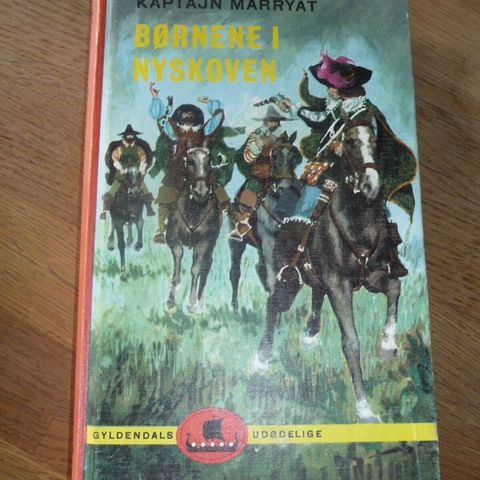 KAPTAJN MARRYAT
BØRNENE I
NYSKOVEN
GYLDENDALS UDØDELIGE